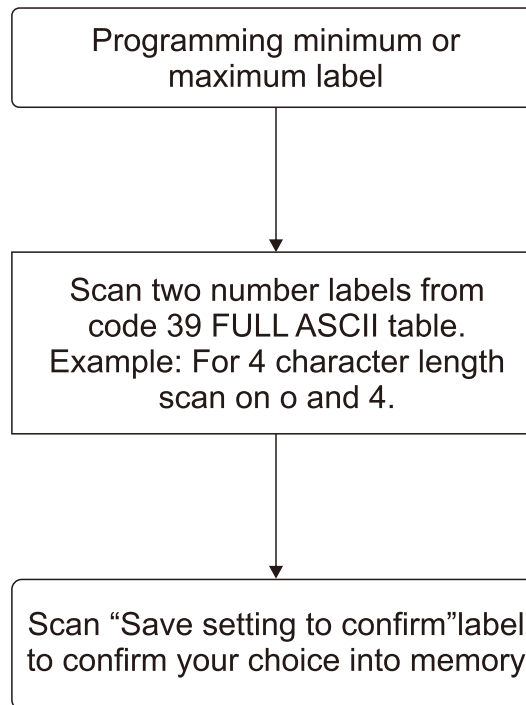 Programming minimum or
maximum label
Scan two number labels from
code 39 FULL ASCII table.
Example: For 4 character length
scan on o and 4.
Scan “Save setting to confirm”label
to confirm your choice into memory